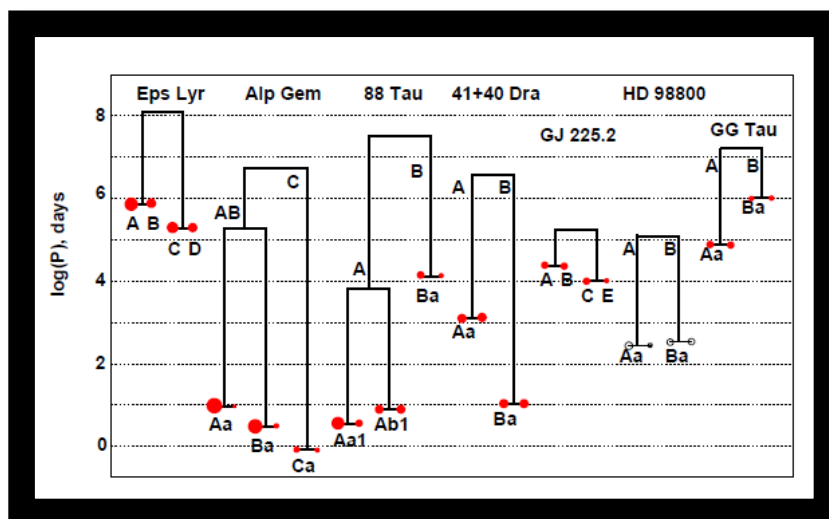 Eps Lyr Alp Gem 88 Tau 41+40 Dra HD 98800
GJ 225.2 GG Tau
8
A B
B
6
A B
C
A B
Ba
AB
C D
A B
Aa
A
4
Ba
A B
C E
Aa
2
Aa Ba
Aa
Ba
Aa1
Ab1
Ba
0
Ca
log(P), days